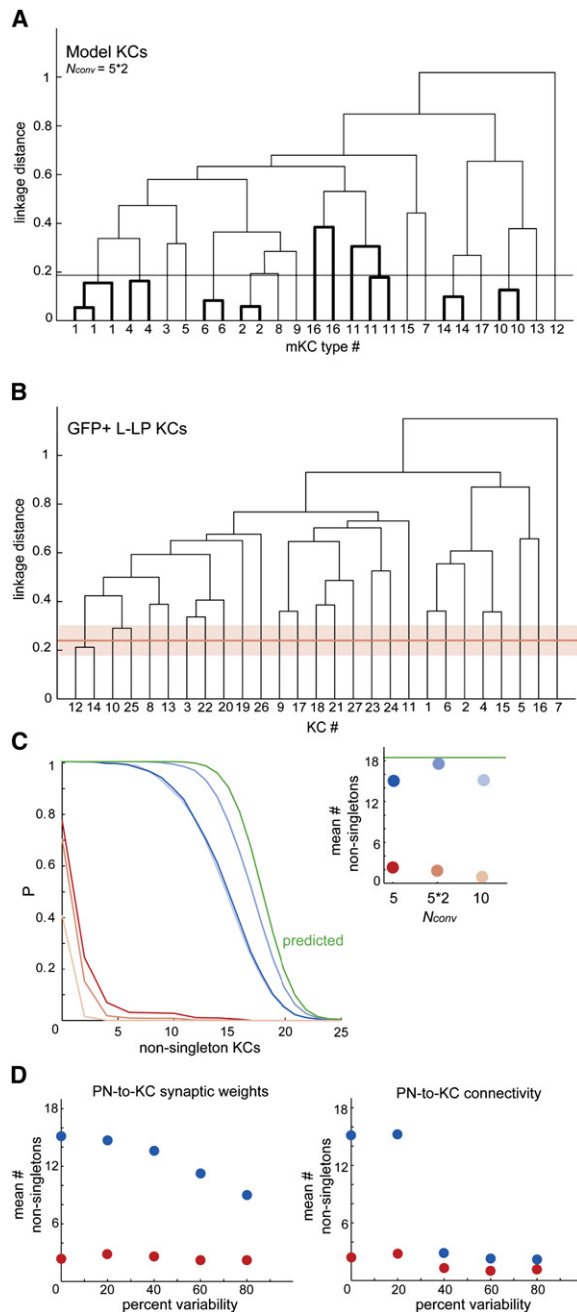 A
Model KCs
Nconv = 5*2
1
0.8
0.6
0.4
0.2
0
linkage distance
1 1 1 4 4 3 5 6 6 2 2 8 9 16 16 11 11 11 15 7 14 14 17 10 10 13 12
mKC type #
B
GFP+ L-LP KCs
1
0.8
0.6
0.4
0.2
0
linkage distance
12 14 10 25 8 13 3 22 20 19 26 9 17 18 21 27 23 24 11 1 6 2 4 15 5 16 7
KC #
C
1
0.8
0.6
0.4
0.2
P
predicted
0 5 10 15 20 25
non-singleton KCs
18
12
6
0
mean #
non-singletons
5 5*2 10
Nconv
D
PN-to-KC synaptic weights
18
12
6
mean #
non-singletons
0 20 40 60 80
percent variability
PN-to-KC connectivity
18
12
6
mean #
non-singletons
0 20 40 60 80
percent variability